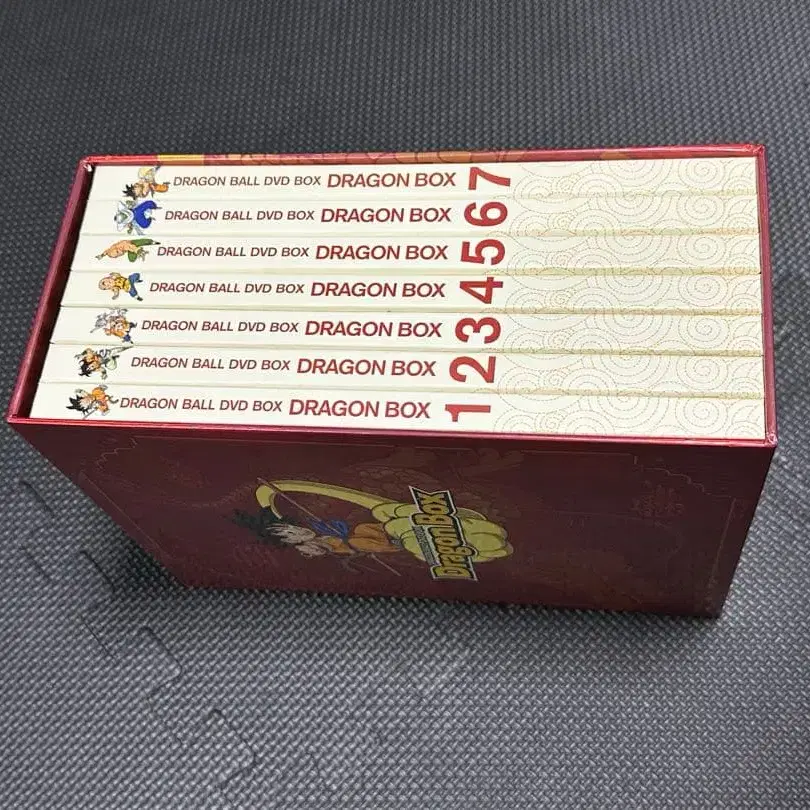 DRAGON BALL DVD BOX DRAGON BOX 7
DRAGON BALL DVD BOX DRAGON BOX 6
DRAGON BALL DVD BOX DRAGON BOX 5
DRAGON BALL DVD BOX DRAGON BOX 4
DRAGON BALL DVD BOX DRAGON BOX 3
DRAGON BALL DVD BOX DRAGON BOX 2
DRAGON BALL DVD BOX DRAGON BOX 1
DRAGON BOX